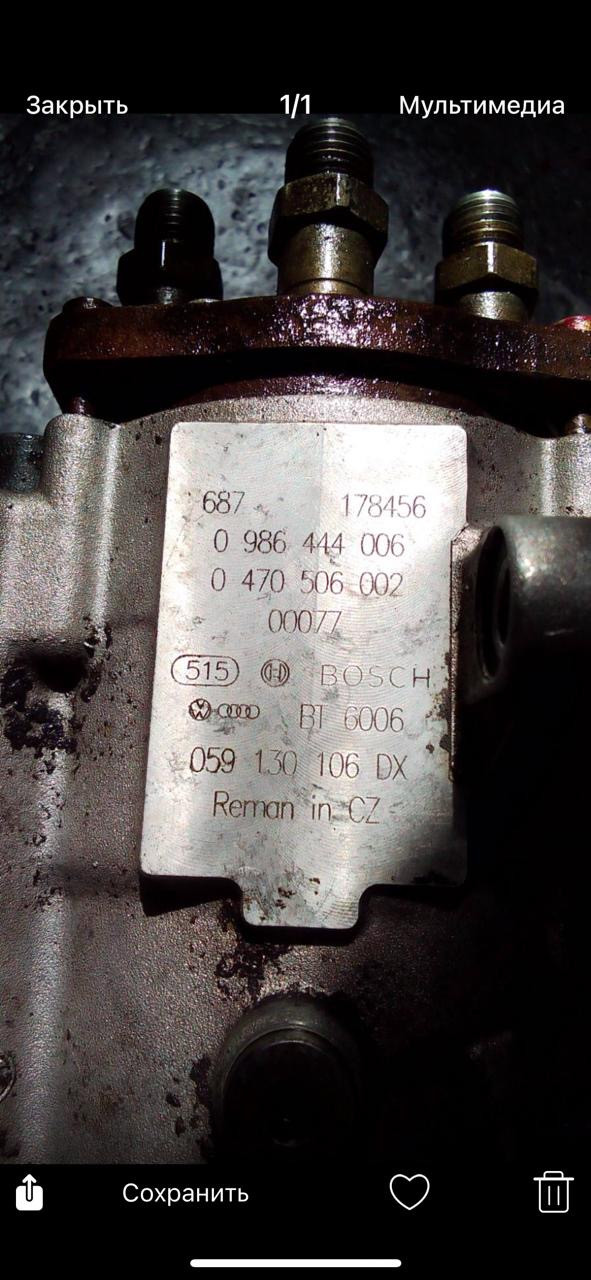 Закрыть 1/1 Мультимедиа
687 178456
0 986 444 006
0 470 506 002
00077
515 BOSCH
BT 6006
059 130 106 DX
Reman in CZ
Сохранить